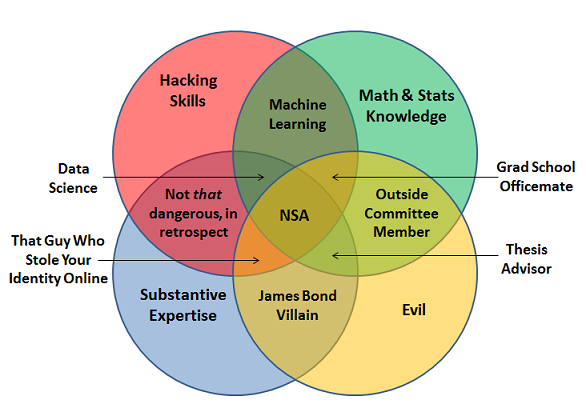 Hacking
Skills
Math & Stats
Knowledge
Machine
Learning
Data
Science
Grad School
Officemate
Not that
dangerous, in
retrospect
NSA
Outside
Committee
Member
That Guy Who
Stole Your
Identity Online
Thesis
Advisor
Substantive
Expertise
James Bond
Villain
Evil